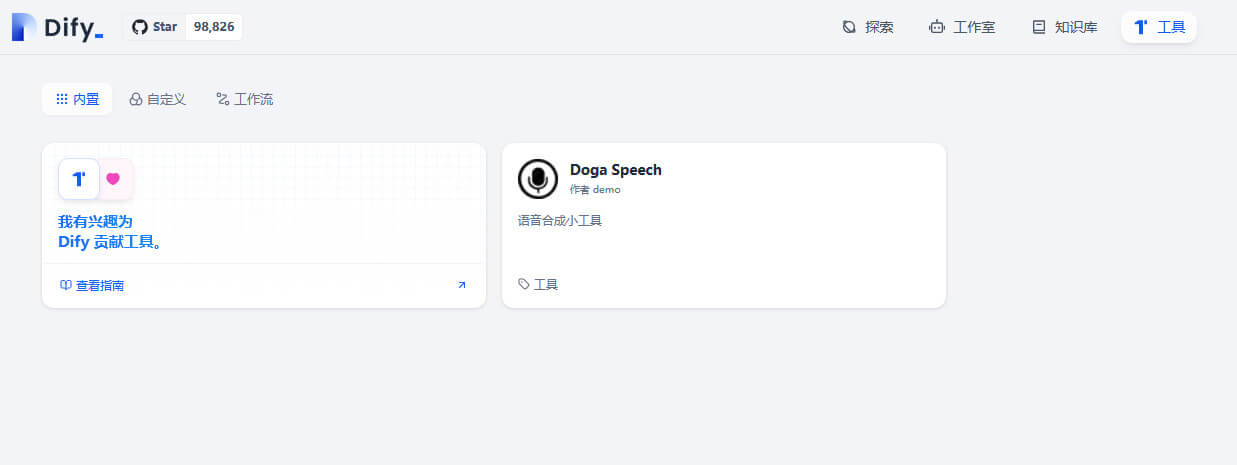 Dify_
Star 98,826
探索 工作室 知识库 工具
内置 自定义 工作流
我有兴趣为
Dify 贡献工具。
查看指南
Doga Speech
作者 demo
语音合成小工具
工具